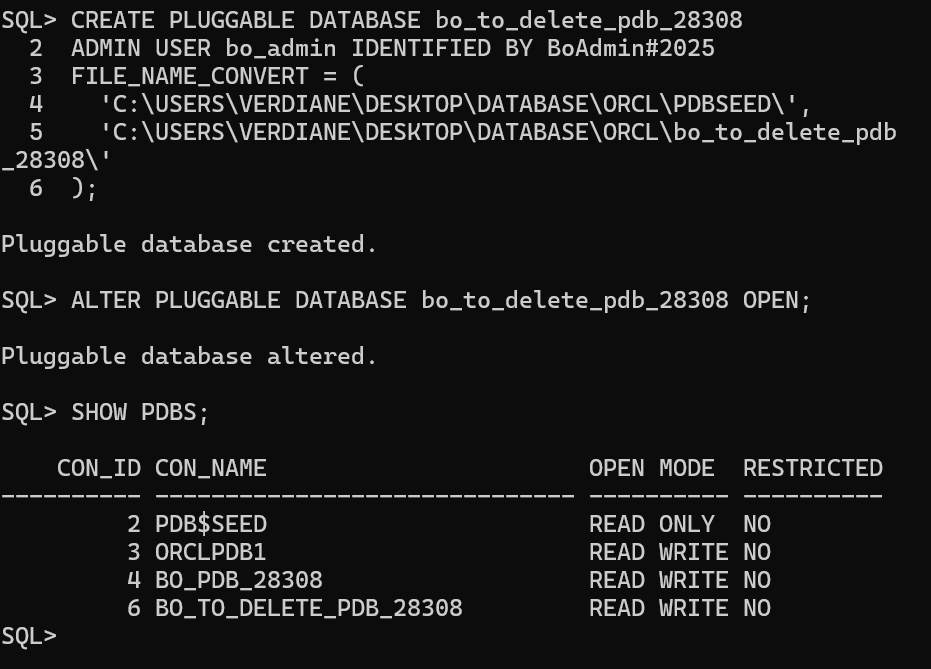 SQL> CREATE PLUGGABLE DATABASE bo_to_delete_pdb_28308
  2  ADMIN USER bo_admin IDENTIFIED BY BoAdmin#2025
  3  FILE_NAME_CONVERT = (
  4    'C:\USERS\VERDIANE\DESKTOP\DATABASE\ORCL\PDBSEED\',
  5    'C:\USERS\VERDIANE\DESKTOP\DATABASE\ORCL\bo_to_delete_pdb
_28308\'
  6  );
Pluggable database created.
SQL> ALTER PLUGGABLE DATABASE bo_to_delete_pdb_28308 OPEN;
Pluggable database altered.
SQL> SHOW PDBS;
    CON_ID CON_NAME                       OPEN MODE  RESTRICTED
---------- ------------------------------ ---------- ----------
         2 PDB$SEED                       READ ONLY  NO
         3 ORCLPDB1                       READ WRITE NO
         4 BO_PDB_28308                   READ WRITE NO
         6 BO_TO_DELETE_PDB_28308         READ WRITE NO
SQL>